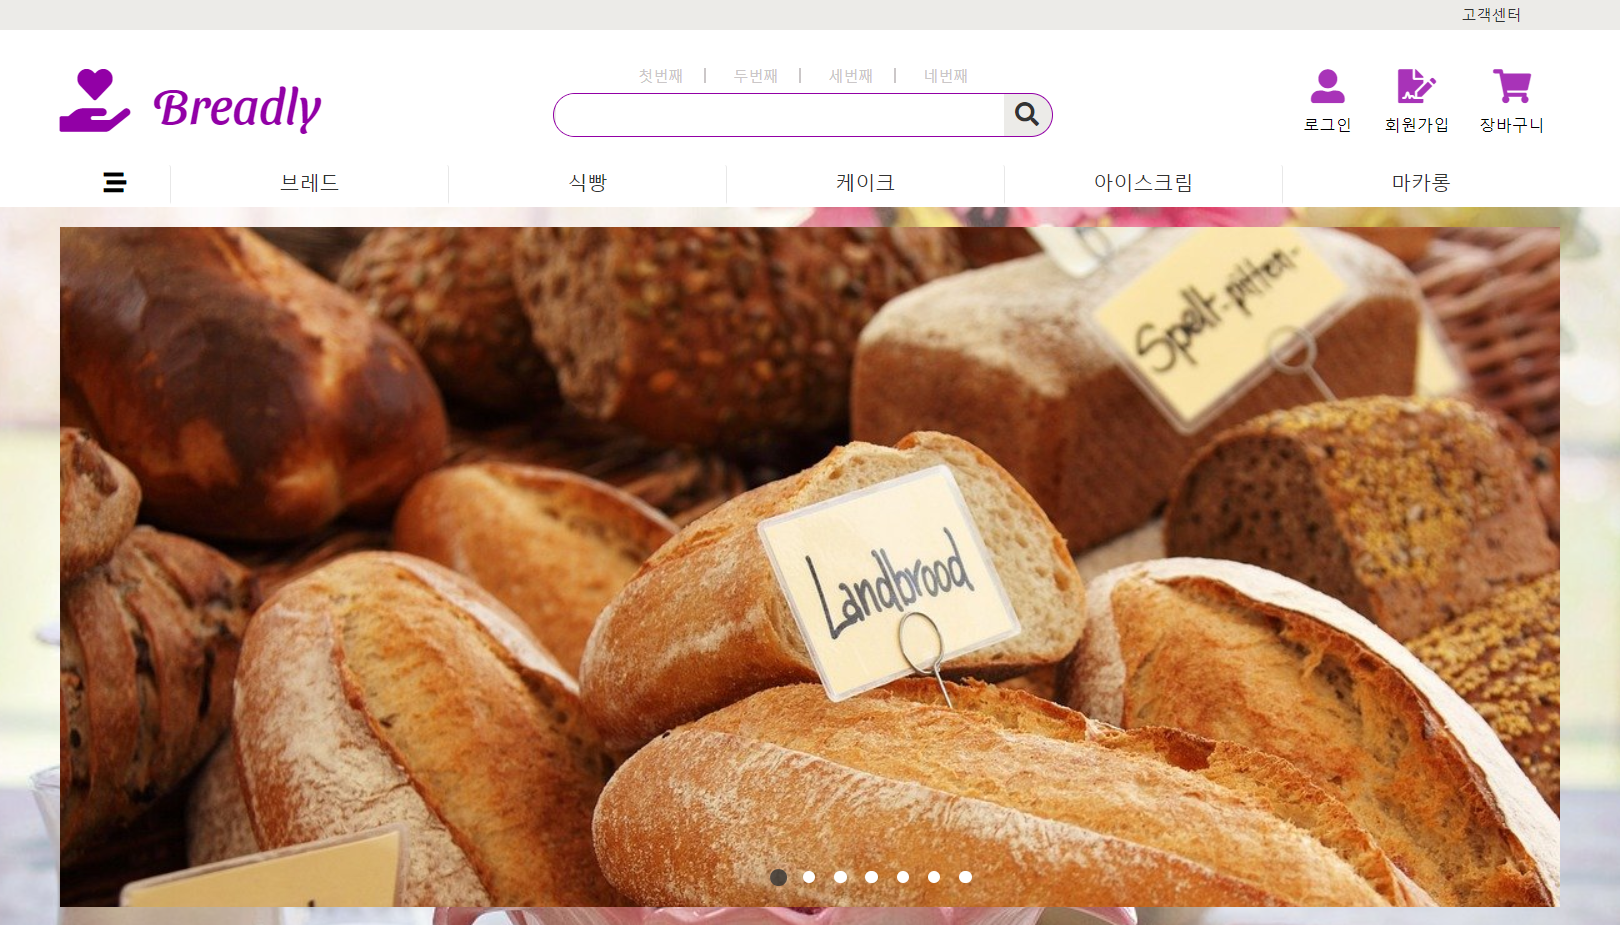 고객센터
첫번째 두번째 세번째 네번째
Breadly
로그인 회원가입 장바구니
브레드 식빵 케이크 아이스크림 마카롱
Spelt-pitten-
Landbrood